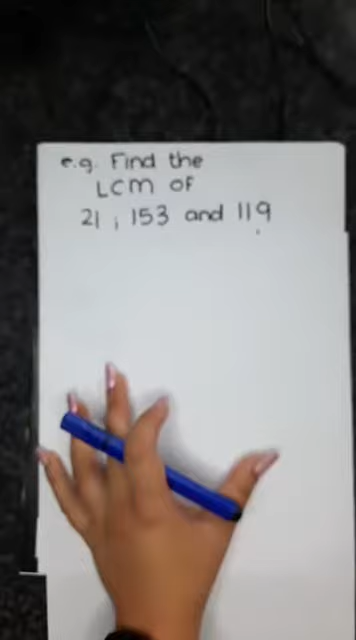 e.g. Find the
LCM OF
21 ; 153 and 119